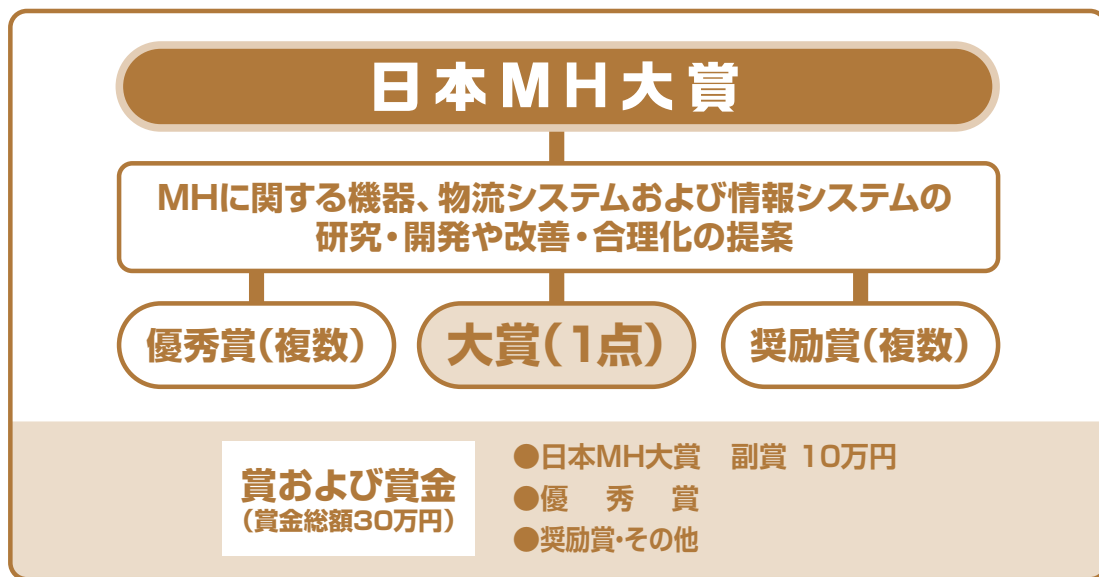 日本MH大賞
MHに関する機器、物流システムおよび情報システムの
研究・開発や改善・合理化の提案
優秀賞(複数)
大賞(1点)
奨励賞(複数)
賞および賞金
(賞金総額30万円)
●日本MH大賞　副賞 10万円
●優　秀　賞
●奨励賞・その他